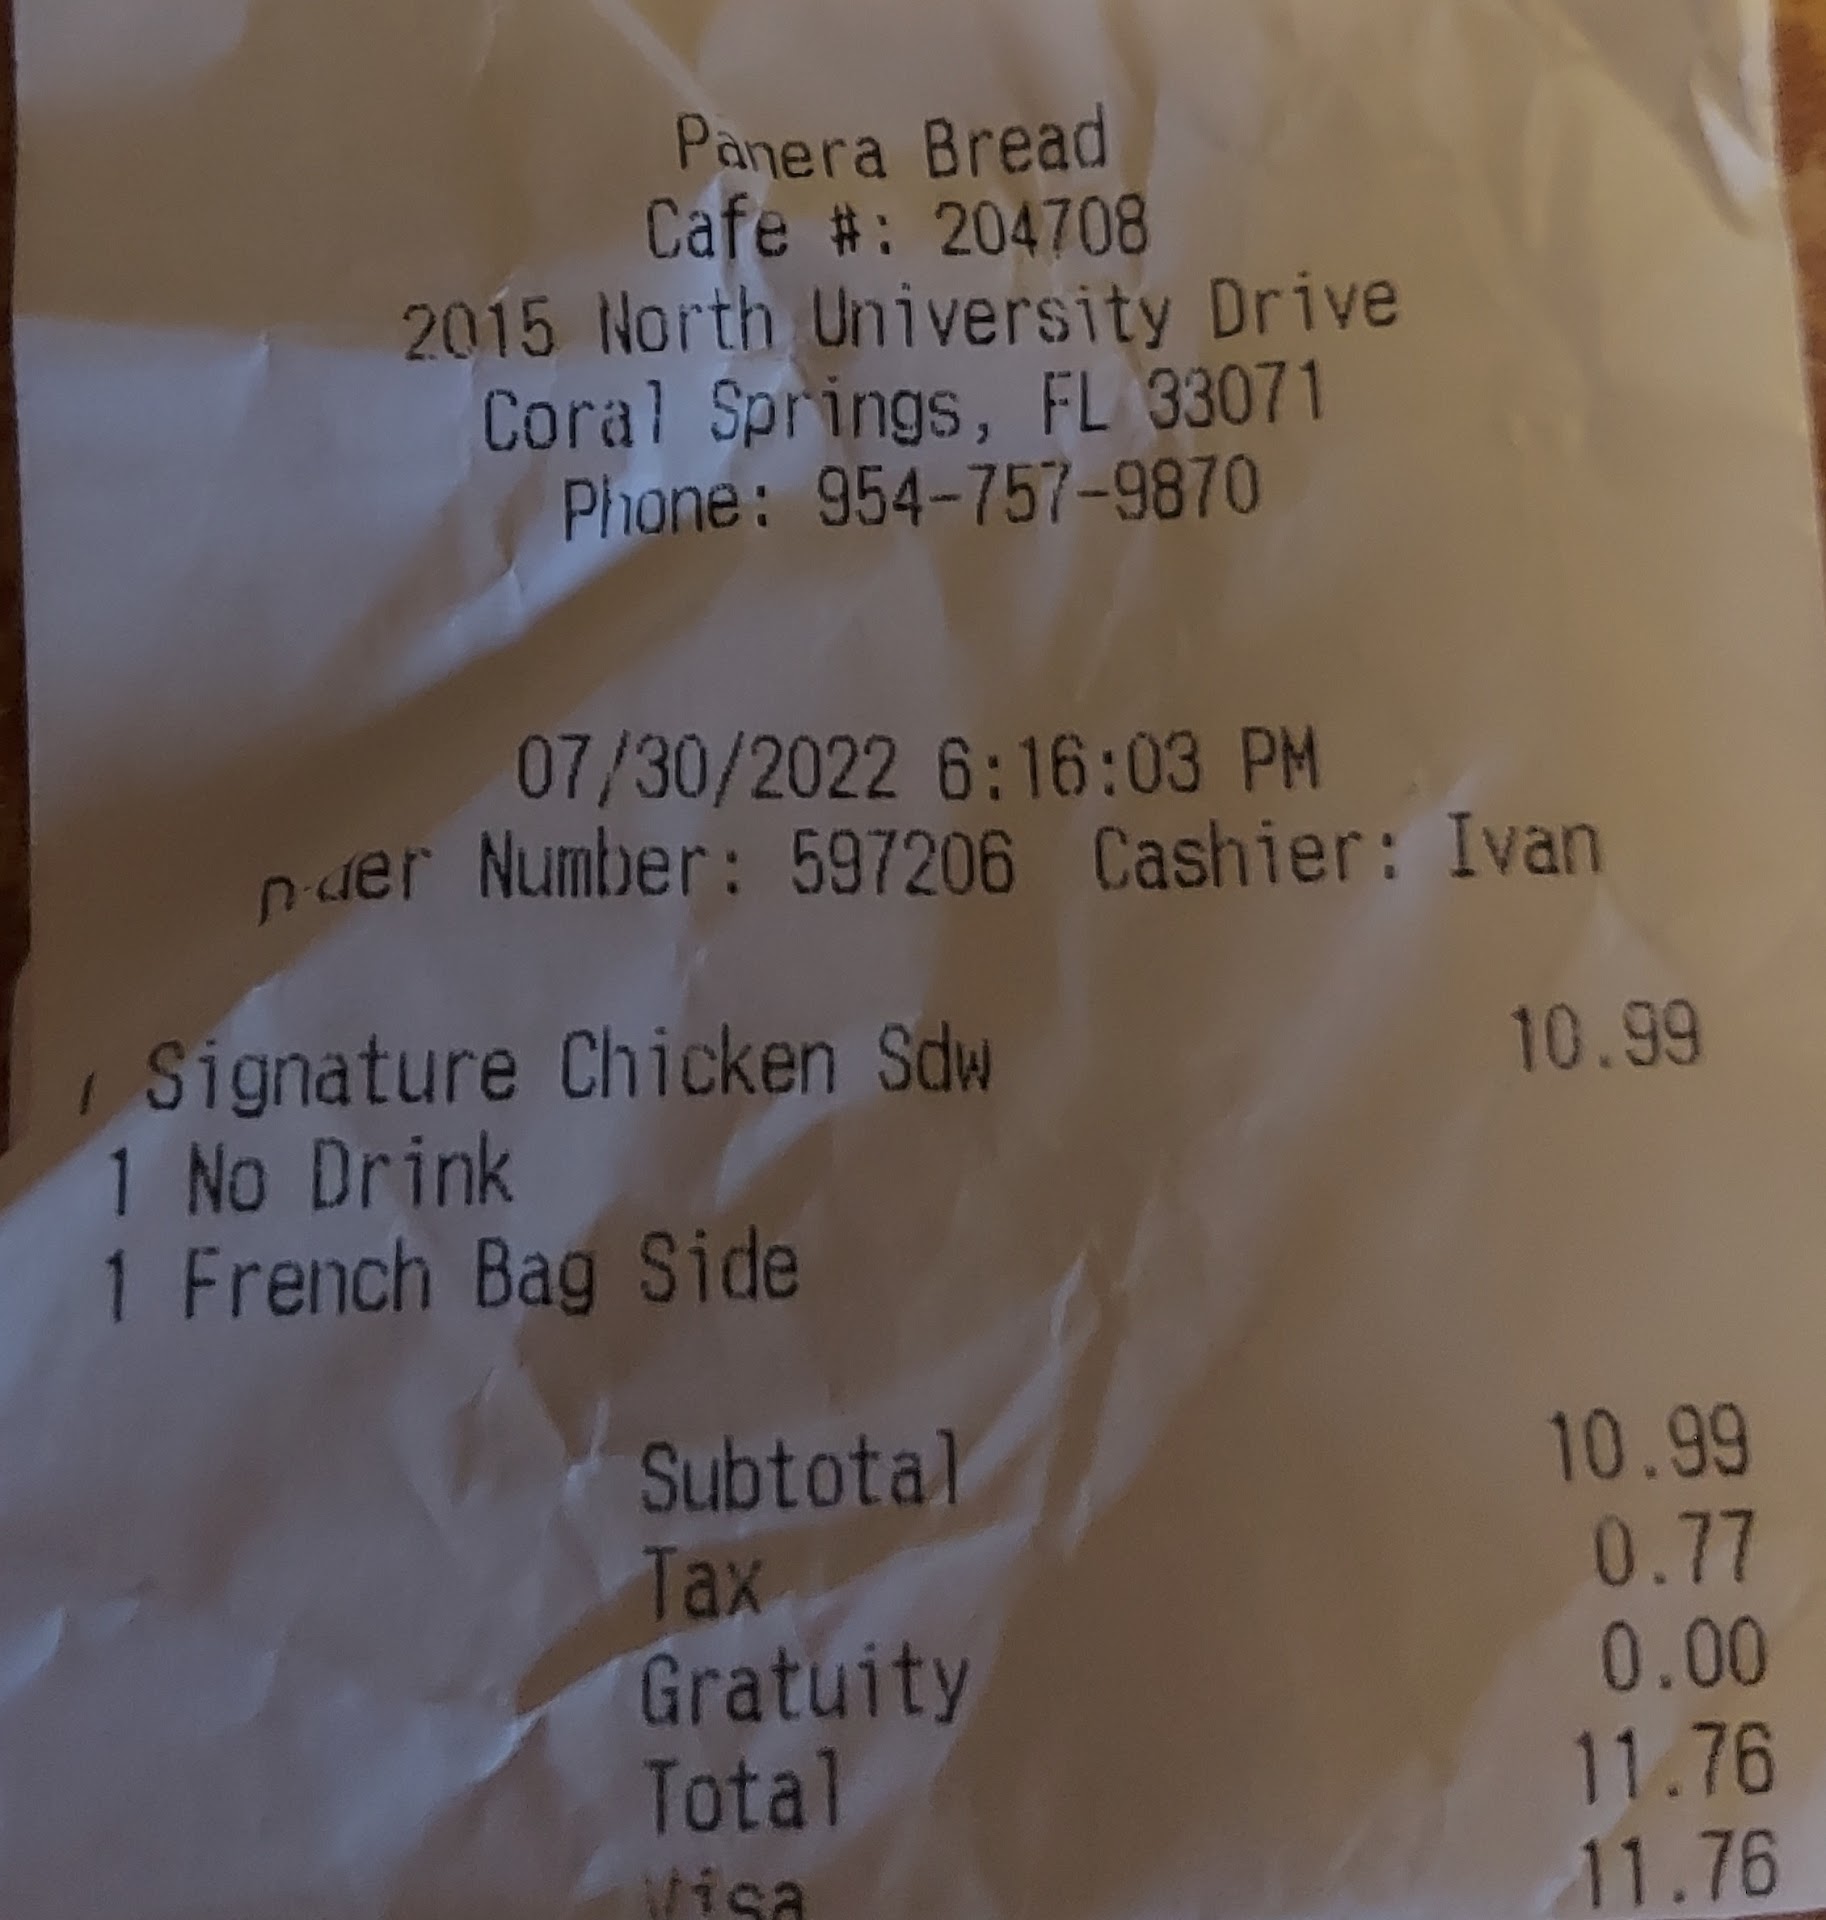 Panera Bread
Cafe #: 204708
2015 North University Drive
Coral Springs, FL 33071
Phone: 954-757-9870
07/30/2022 6:16:03 PM
Number: 597206 Cashier: Ivan
Signature Chicken Sdw 10.99
1 No Drink
1 French Bag Side
Subtotal 10.99
Tax 0.77
Gratuity 0.00
Total 11.76
Visa 11.76